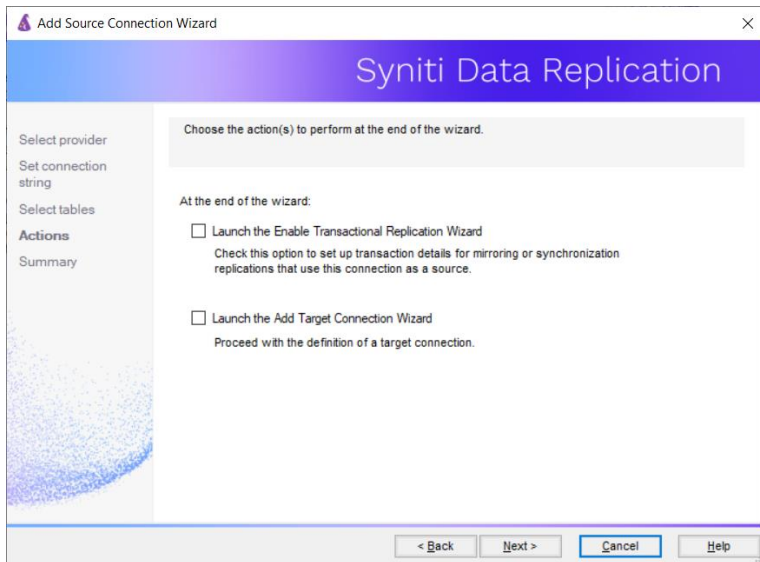 Add Source Connection Wizard
Syniti Data Replication
Select provider
Set connection
string
Select tables
Actions
Summary
Choose the action(s) to perform at the end of the wizard.
At the end of the wizard:
Launch the Enable Transactional Replication Wizard
Check this option to set up transaction details for mirroring or synchronization
replications that use this connection as a source.
Launch the Add Target Connection Wizard
Proceed with the definition of a target connection.
< Back Next > Cancel Help